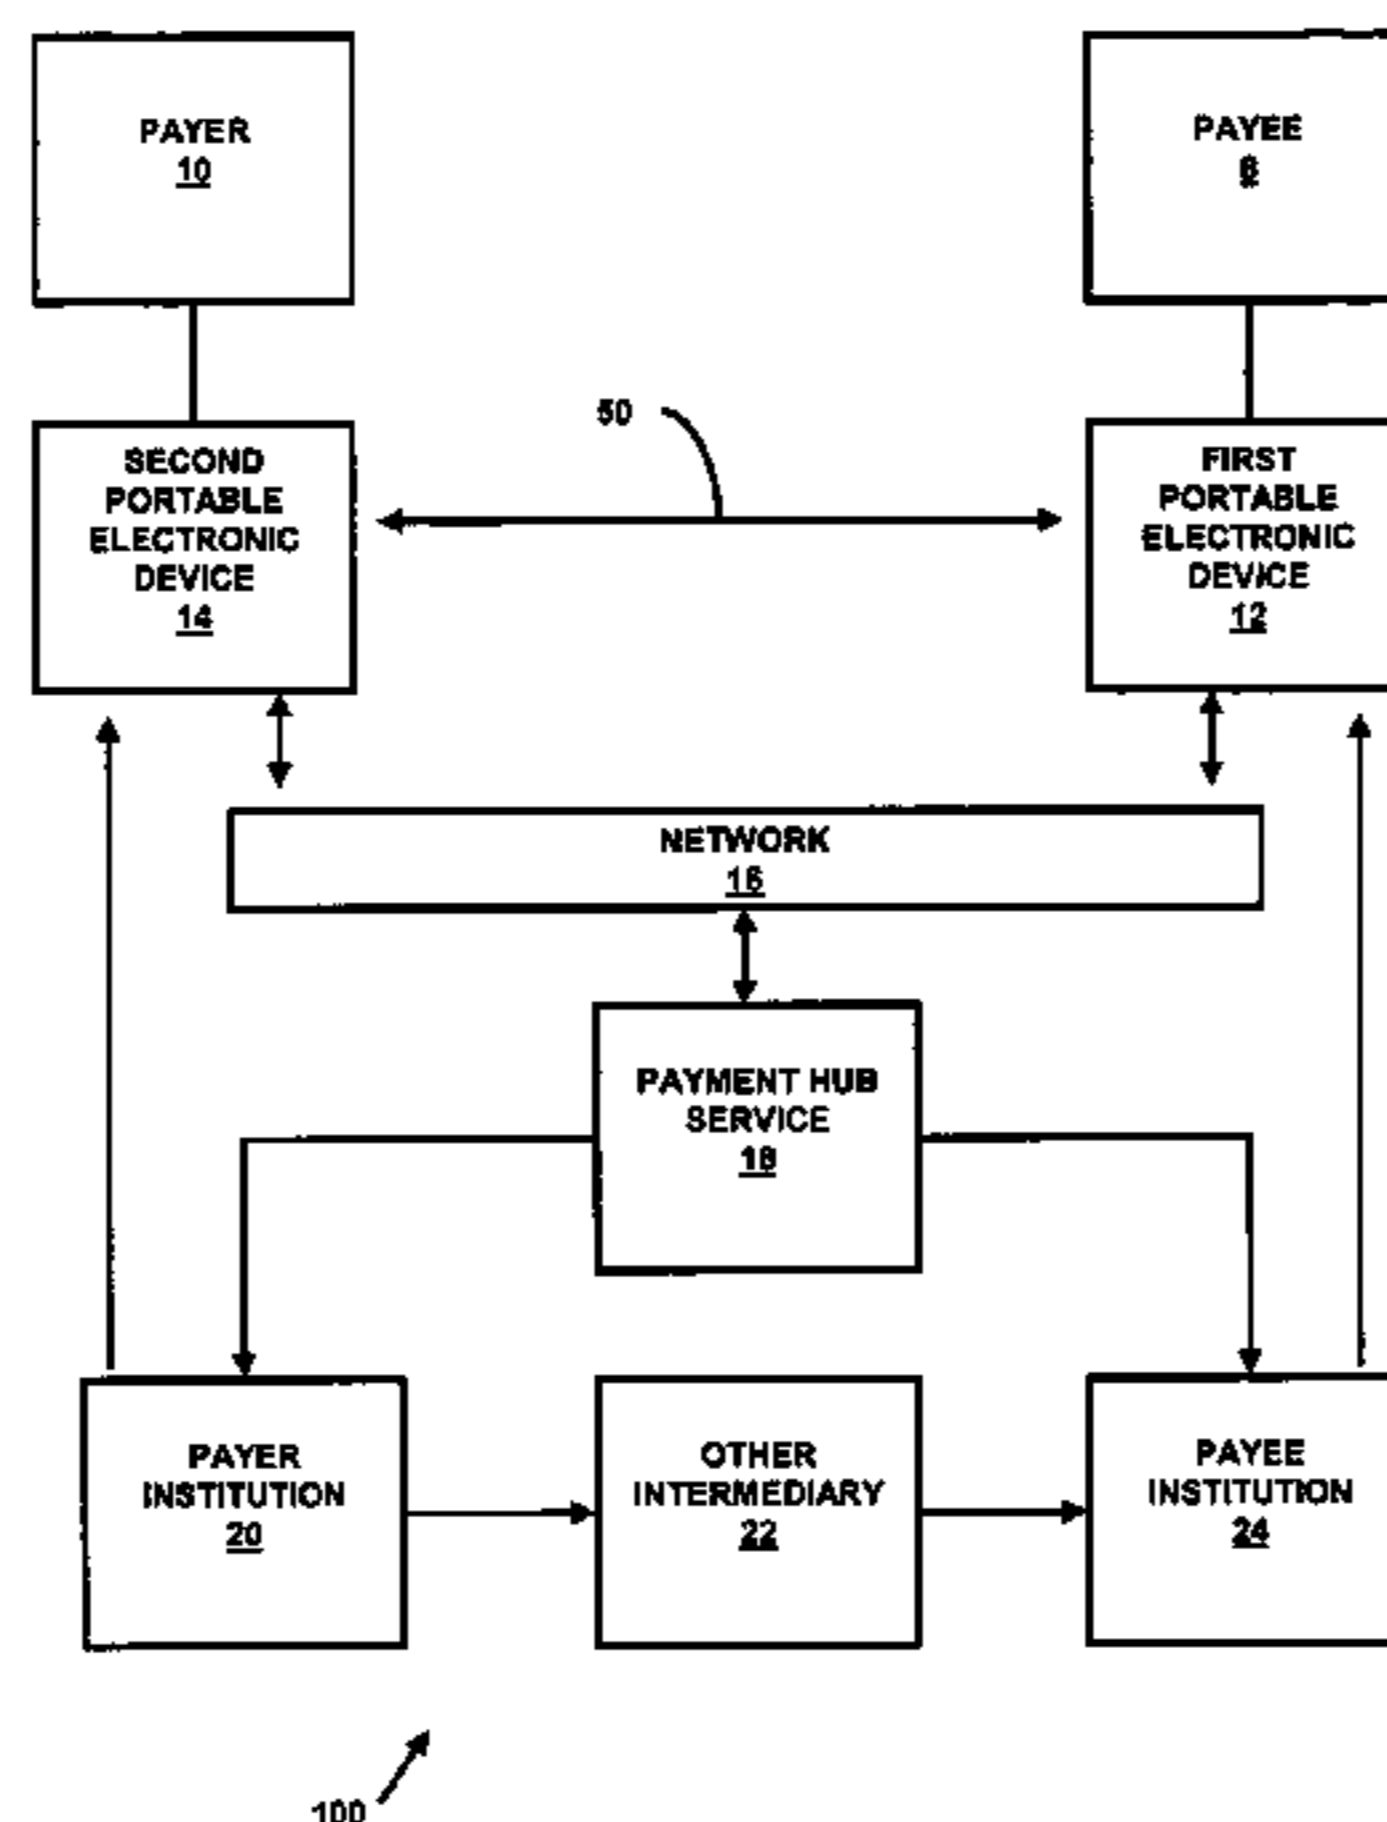 PAYER
10
PAYEE
8
50
SECOND
PORTABLE
ELECTRONIC
DEVICE
14
FIRST
PORTABLE
ELECTRONIC
DEVICE
12
NETWORK
16
PAYMENT HUB
SERVICE
18
PAYER
INSTITUTION
20
OTHER
INTERMEDIARY
22
PAYEE
INSTITUTION
24
100